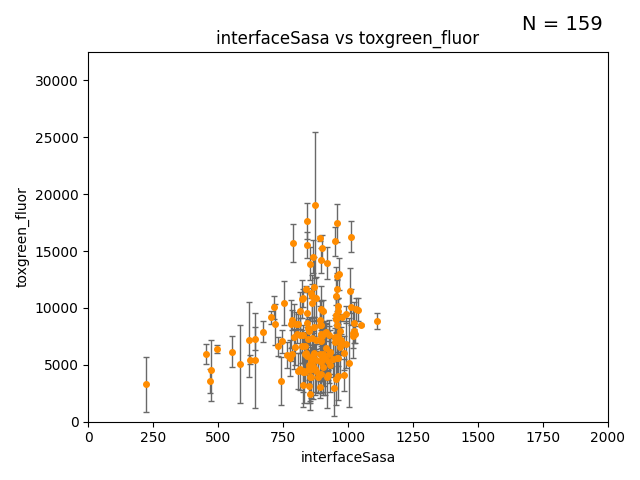 N = 159
interfaceSasa vs toxgreen_fluor
30000
25000
20000
15000
10000
5000
0
toxgreen_fluor
0 250 500 750 1000 1250 1500 1750 2000
interfaceSasa